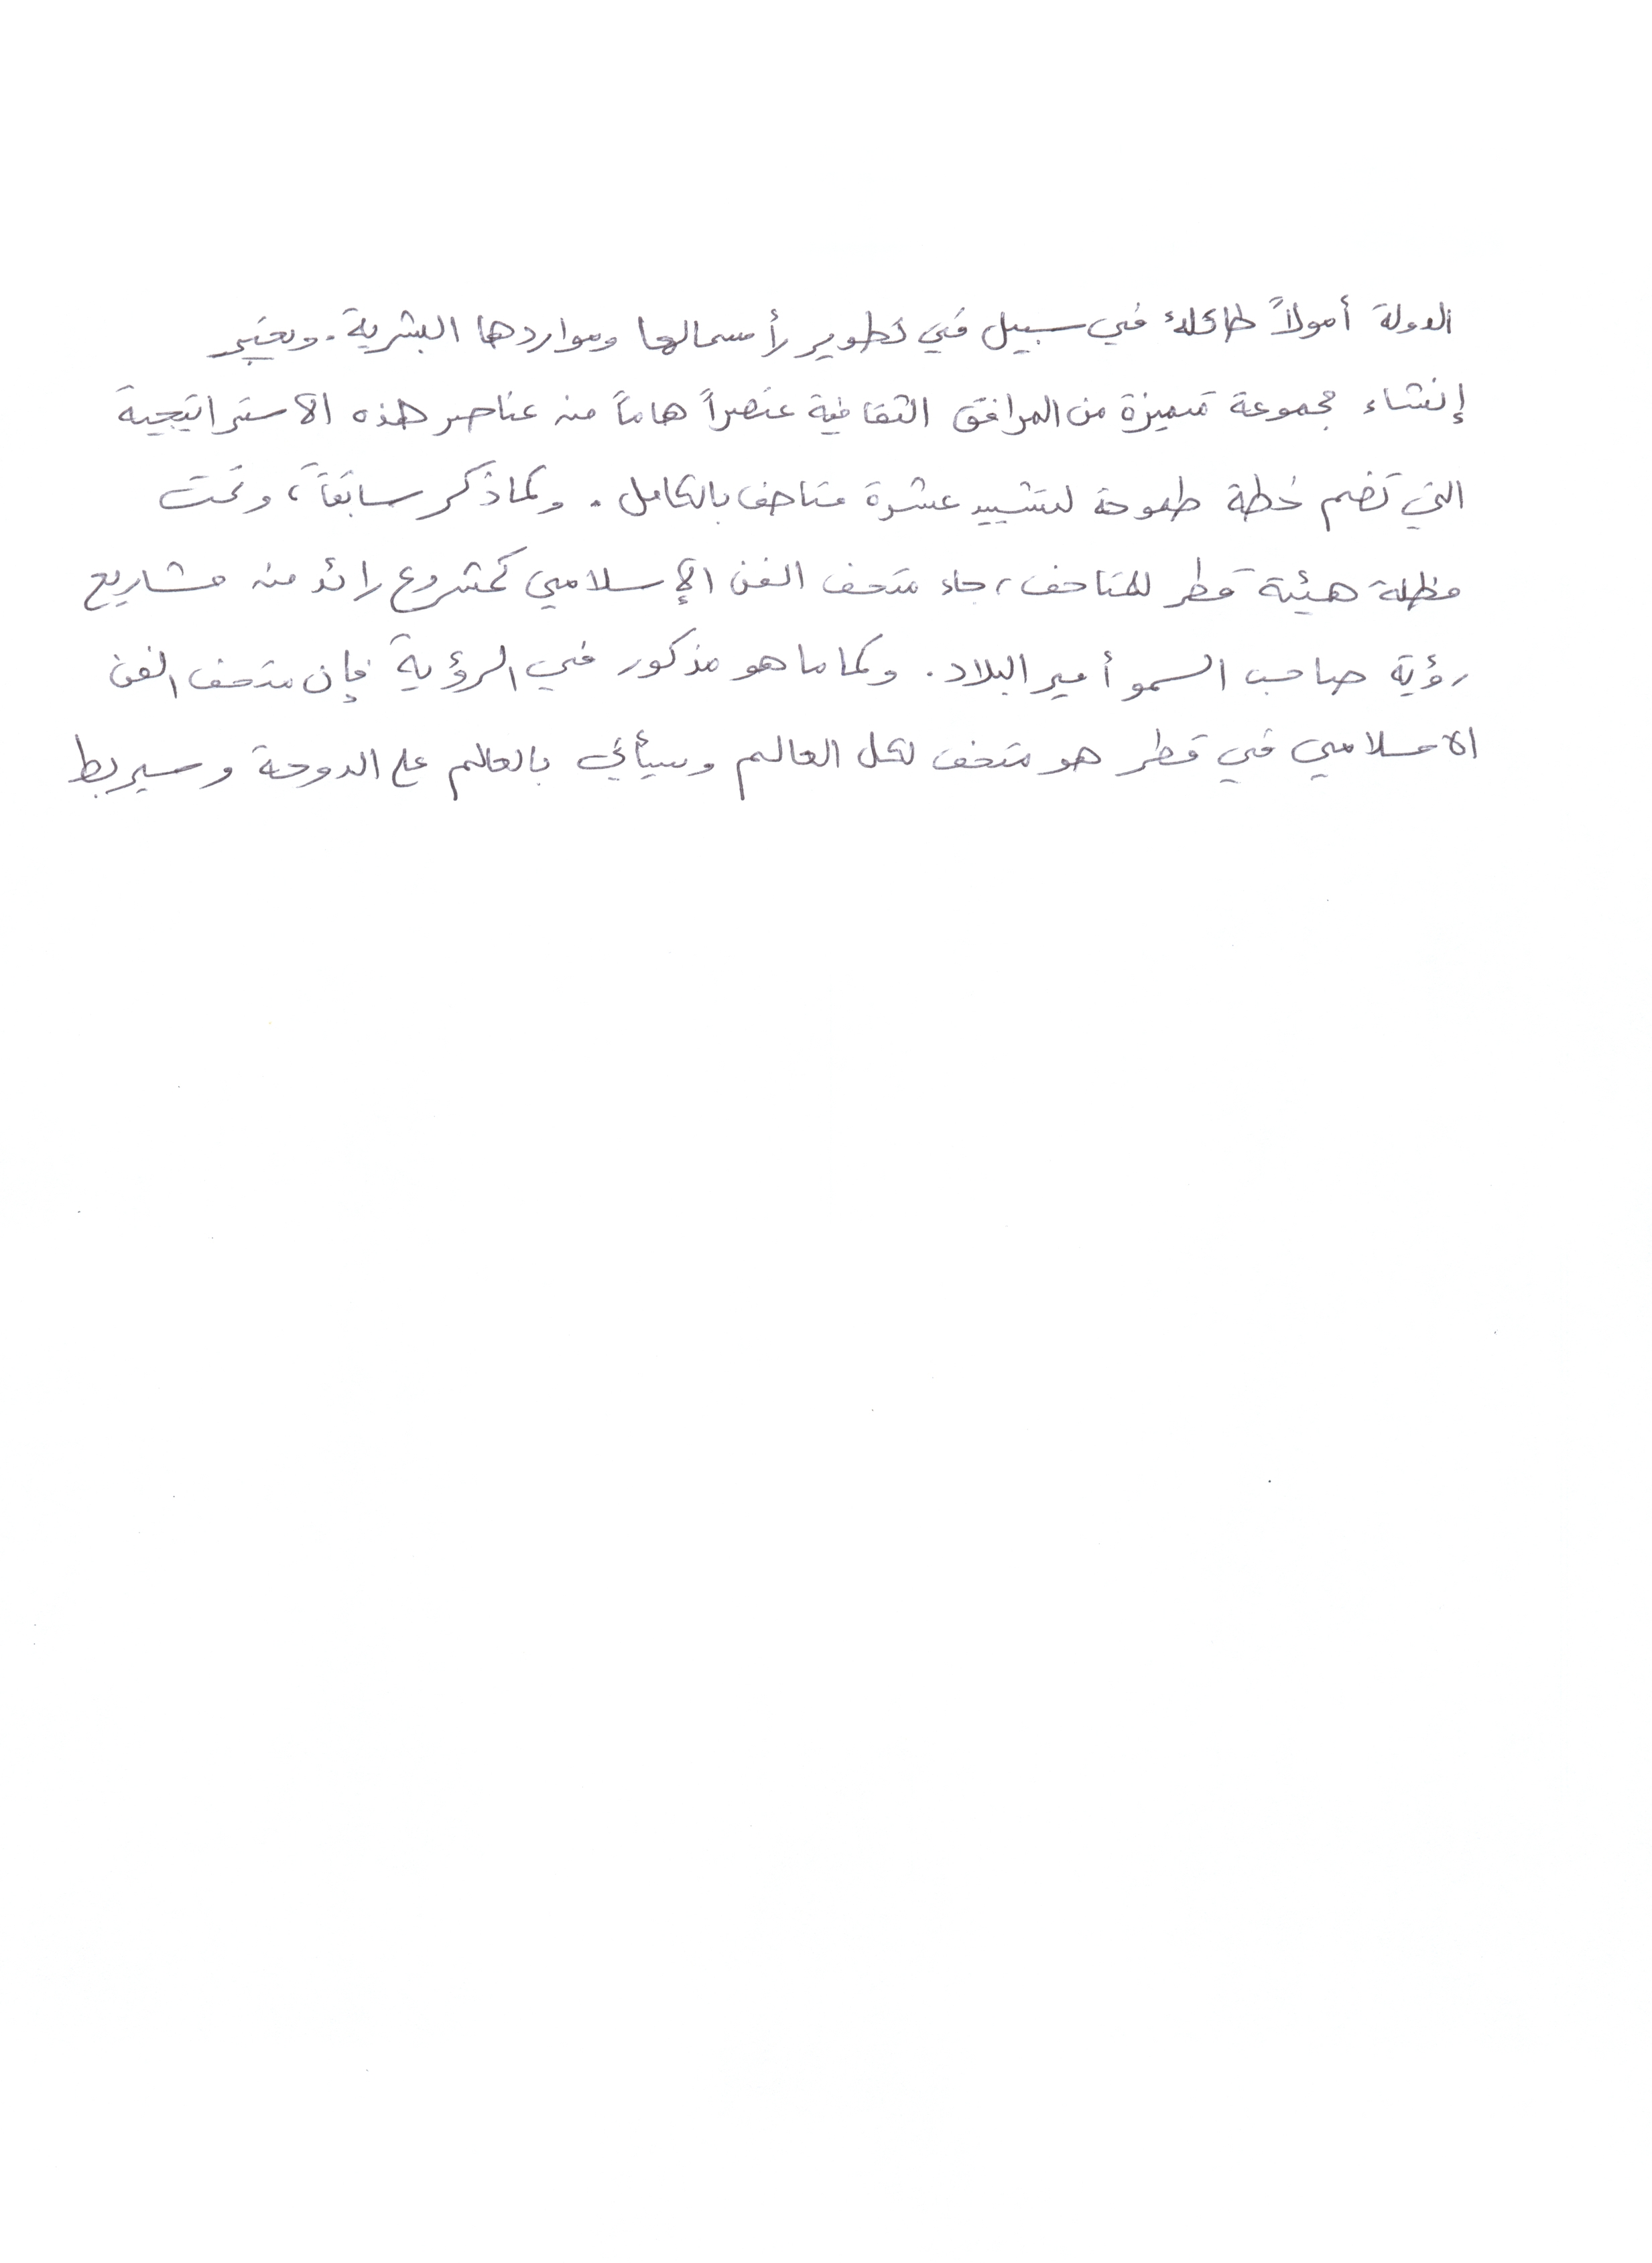 الدولة أمولاً طائلة في سبيل في تطوير رأسمالها ومواردها البشرية. ويعتبر
إنشاء مجموعة متميزة من المرافق الثقافية عنصراً هاماً من عناصر هذه الاستراتيجية
التي تضم خطة طموحة لتشييد عشرة متاحف بالكامل. وكما ذكر سابقاً، وتحت
مظلة هيئة قطر للمتاحف، جاء متحف الفن الإسلامي كمشروع رائد من مشاريع
رؤية صاحب السمو أمير البلاد. وكما ما هو مذكور في الرؤية فإن متحف الفن
الاسلامي في قطر هو متحف لكل العالم وسيأتي بالعالم على الدوحة وسيربط